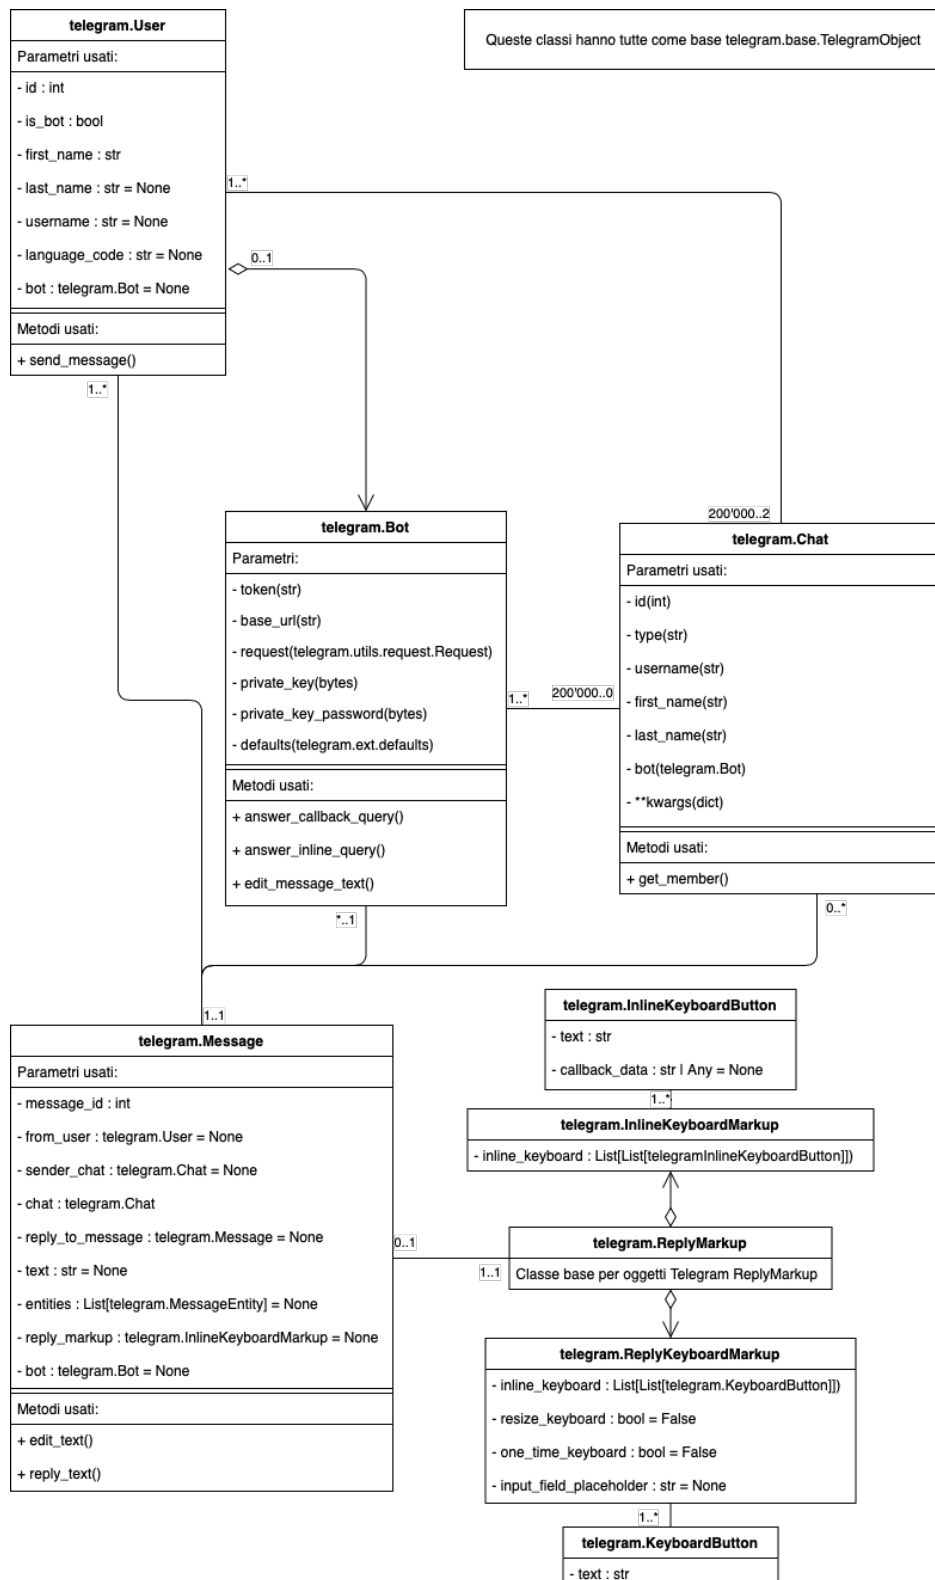 telegram.User
Parametri usati:
- id : int
- is_bot : bool
- first_name : str
- last_name : str = None
- username : str = None
- language_code : str = None
- bot : telegram.Bot = None
Metodi usati:
+ send_message()
Queste classi hanno tutte come base telegram.base.TelegramObject
1..*
0..1
1..*
200'000..2
telegram.Bot
Parametri:
- token(str)
- base_url(str)
- request(telegram.utils.request.Request)
- private_key(bytes)
- private_key_password(bytes)
- defaults(telegram.ext.defaults)
Metodi usati:
+ answer_callback_query()
+ answer_inline_query()
+ edit_message_text()
1..*
200'000..0
telegram.Chat
Parametri usati:
- id(int)
- type(str)
- username(str)
- first_name(str)
- last_name(str)
- bot(telegram.Bot)
- **kwargs(dict)
Metodi usati:
+ get_member()
*..1
0..*
1..1
telegram.Message
Parametri usati:
- message_id : int
- from_user : telegram.User = None
- sender_chat : telegram.Chat = None
- chat : telegram.Chat
- reply_to_message : telegram.Message = None
- text : str = None
- entities : List[telegram.MessageEntity] = None
- reply_markup : telegram.InlineKeyboardMarkup = None
- bot : telegram.Bot = None
Metodi usati:
+ edit_text()
+ reply_text()
telegram.InlineKeyboardButton
- text : str
- callback_data : str | Any = None
1..*
telegram.InlineKeyboardMarkup
- inline_keyboard : List[List[telegramInlineKeyboardButton]])
0..1
1..1
telegram.ReplyMarkup
Classe base per oggetti Telegram ReplyMarkup
telegram.ReplyKeyboardMarkup
- inline_keyboard : List[List[telegram.KeyboardButton]])
- resize_keyboard : bool = False
- one_time_keyboard : bool = False
- input_field_placeholder : str = None
1..*
telegram.KeyboardButton
- text : str